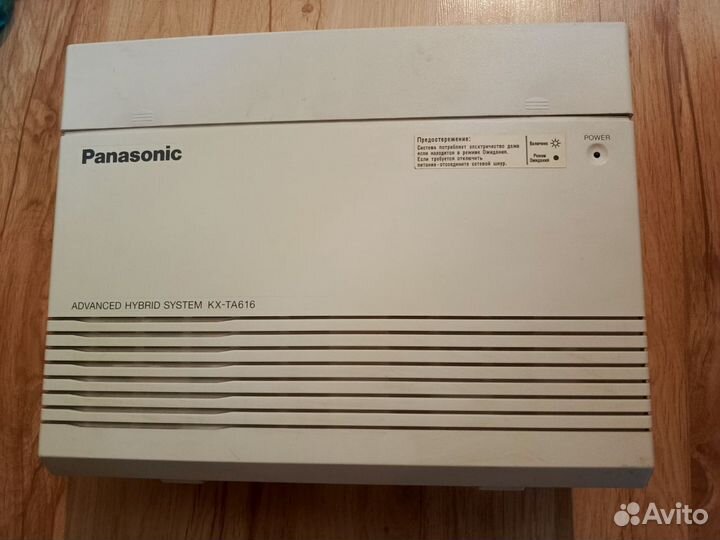 Panasonic
Предостережение:
Система потребляет электричество даже
если находится в режиме Ожидания.
Если требуется отключить
питание-отсоедините сетевой шнур.
Включено
Режим
Ожидания
POWER
ADVANCED HYBRID SYSTEM KX-TA616
Avito